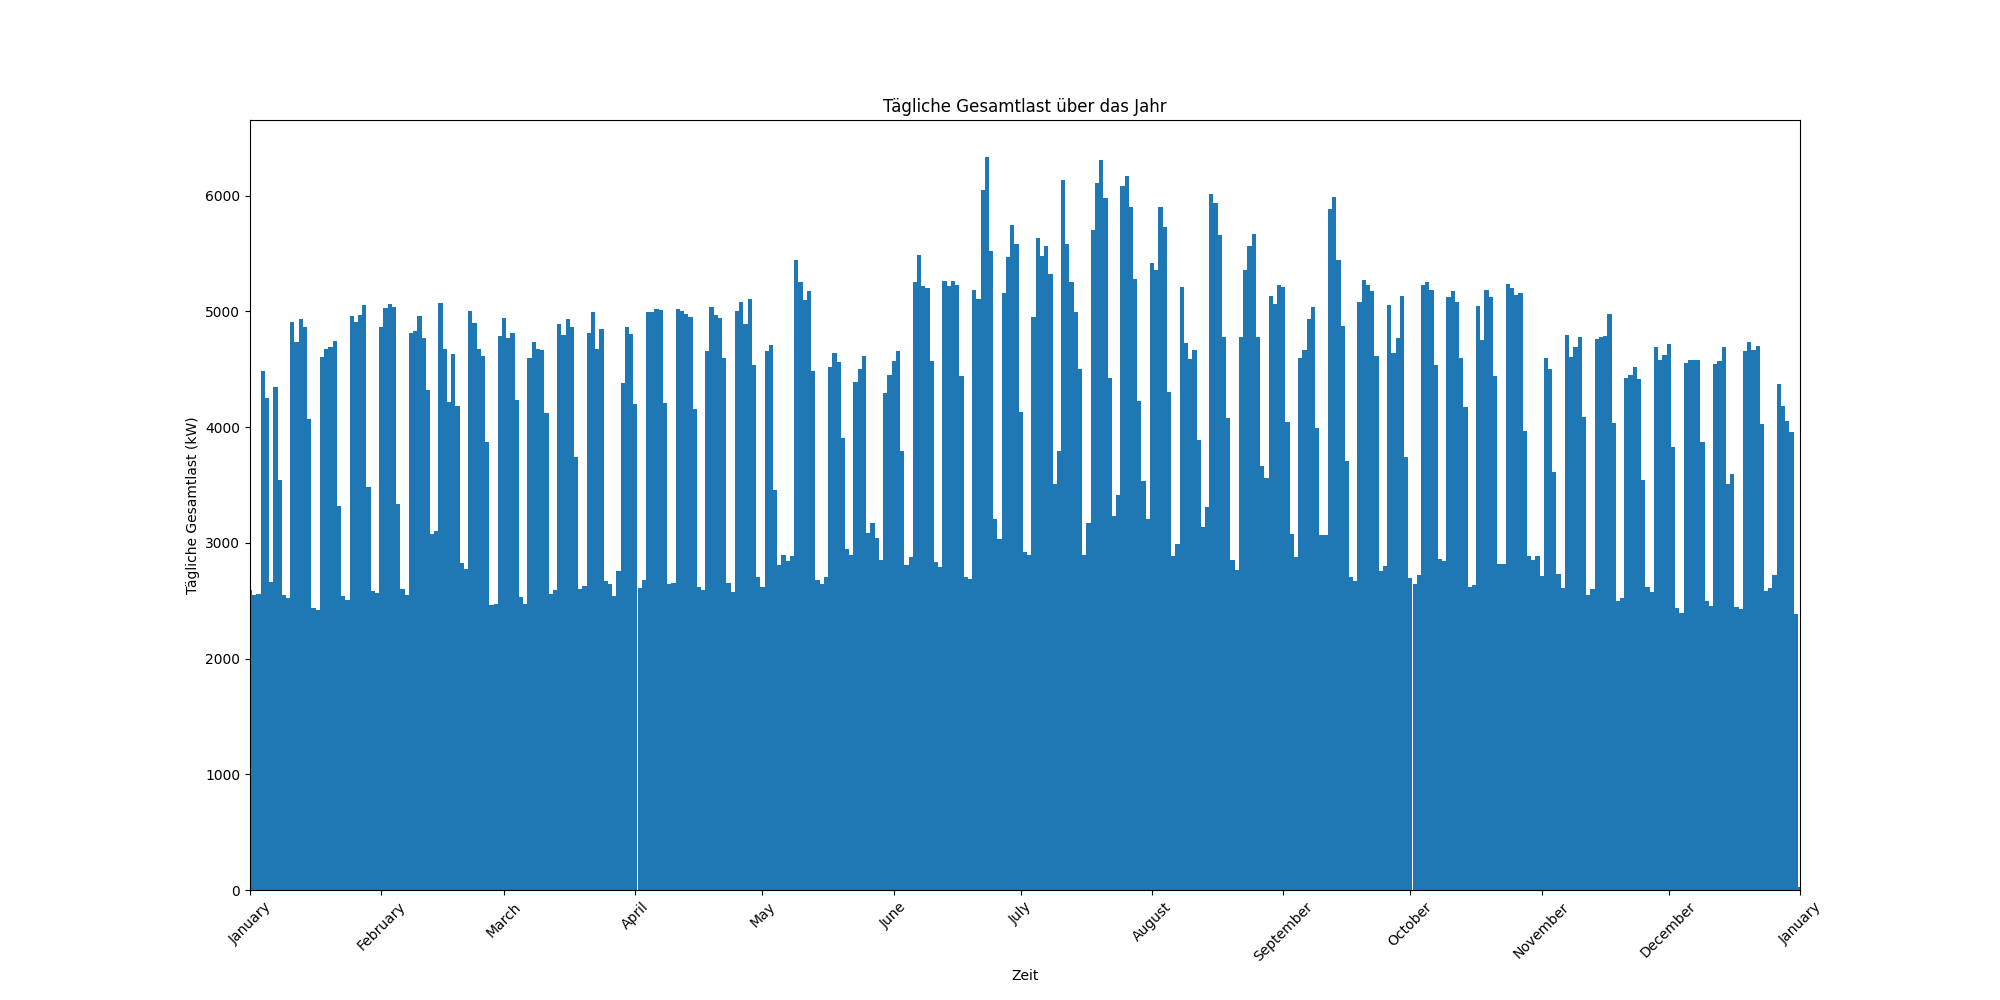 Tägliche Gesamtlast über das Jahr
Tägliche Gesamtlast (kW)
6000
5000
4000
3000
2000
1000
0
January
February
March
April
May
June
July
August
September
October
November
December
January
Zeit